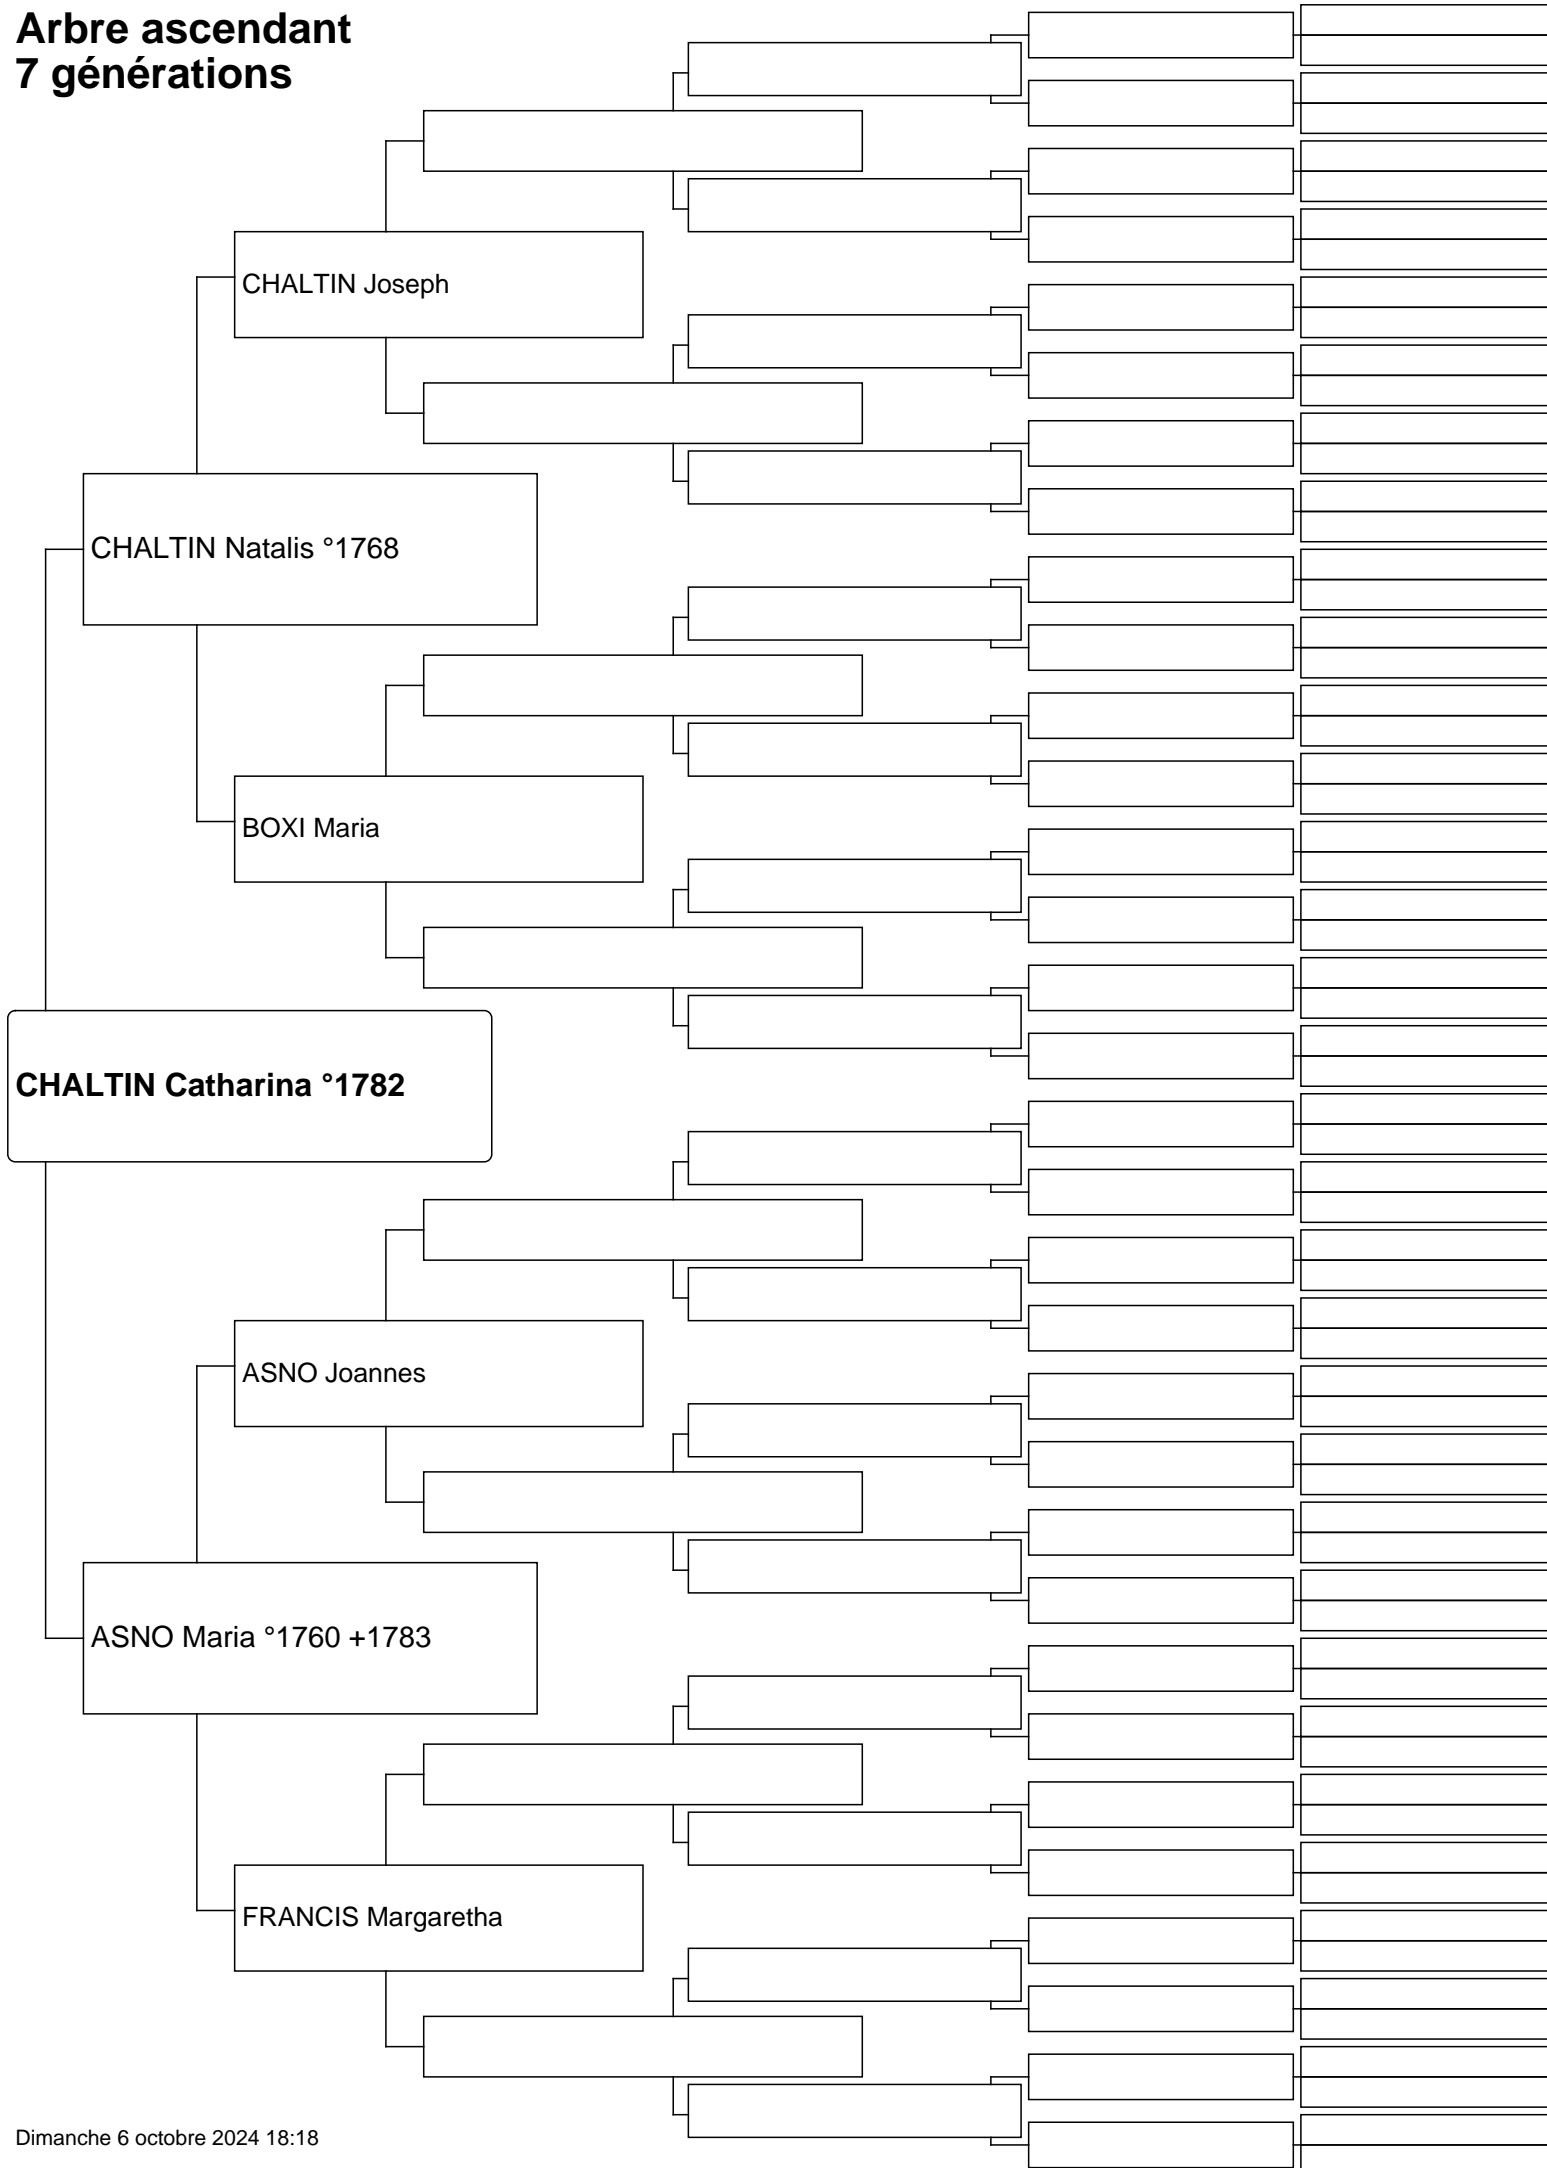 Arbre ascendant
7 générations
CHALTIN Joseph
CHALTIN Natalis °1768
BOXI Maria
CHALTIN Catharina °1782
ASNO Joannes
ASNO Maria °1760 +1783
FRANCIS Margaretha
Dimanche 6 octobre 2024 18:18